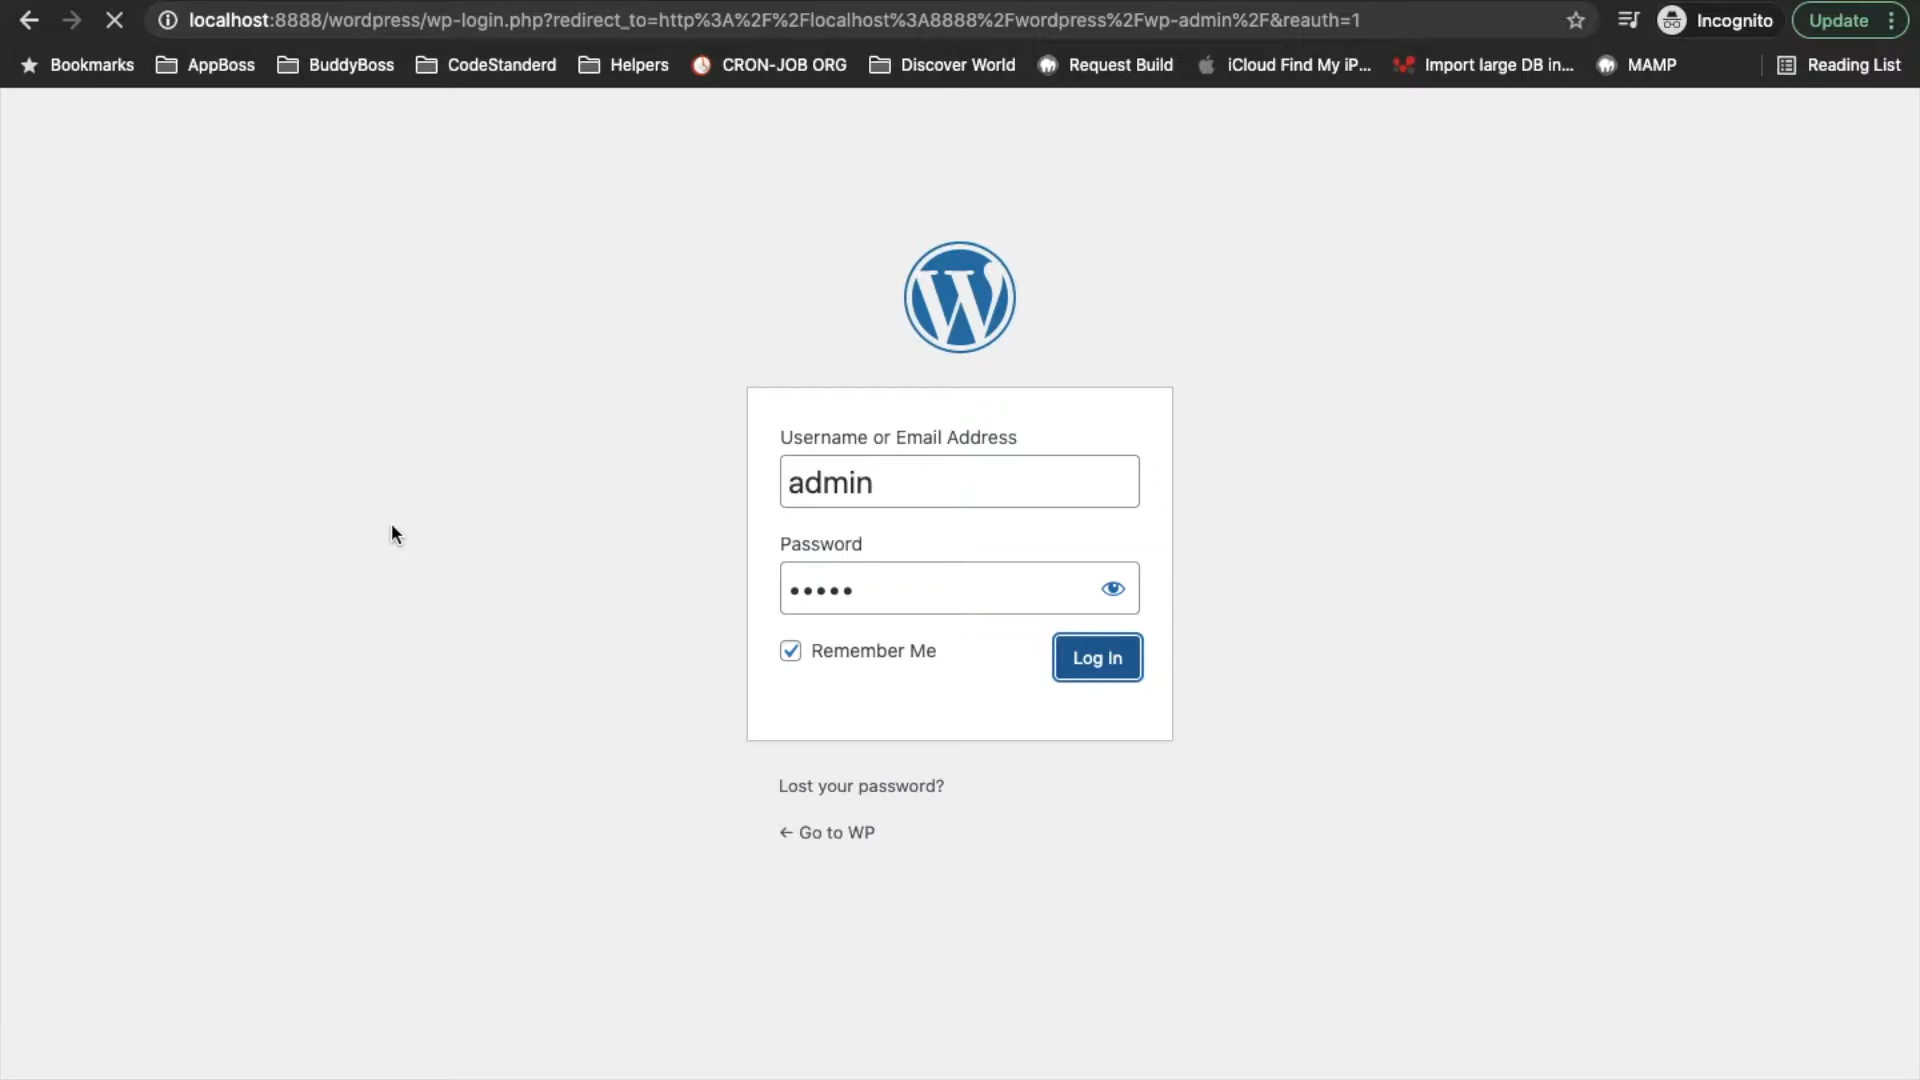 localhost:8888/wordpress/wp-login.php?redirect_to=http%3A%2F%2Flocalhost%3A8888%2Fwordpress%2Fwp-admin%2F&reauth=1
Incognito
Update
Bookmarks
AppBoss
BuddyBoss
CodeStanderd
Helpers
CRON-JOB ORG
Discover World
Request Build
iCloud Find My iP...
Import large DB in...
MAMP
Reading List
Username or Email Address
admin
Password
•••••
Remember Me
Log In
Lost your password?
← Go to WP